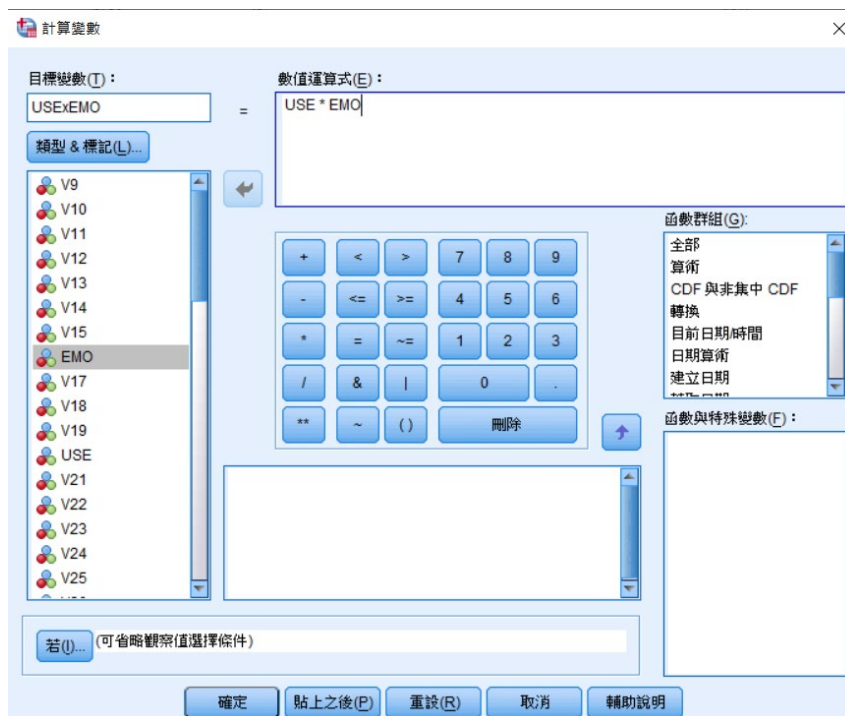 計算變數
目標變數(T)：
數值運算式(E)：
USExEMO
=
USE * EMO
類型 & 標記(L)...
V9
V10
V11
V12
V13
V14
V15
EMO
V17
V18
V19
USE
V21
V22
V23
V24
V25
+ < > 7 8 9
- <= >= 4 5 6
* = ~= 1 2 3
/ & | 0 .
** ~ ( ) 刪除
函數群組(G):
全部
算術
CDF 與非集中 CDF
轉換
目前日期/時間
日期算術
建立日期
函數與特殊變數(F)：
若(I)... (可省略觀察值選擇條件)
確定 貼上之後(P) 重設(R) 取消 輔助說明